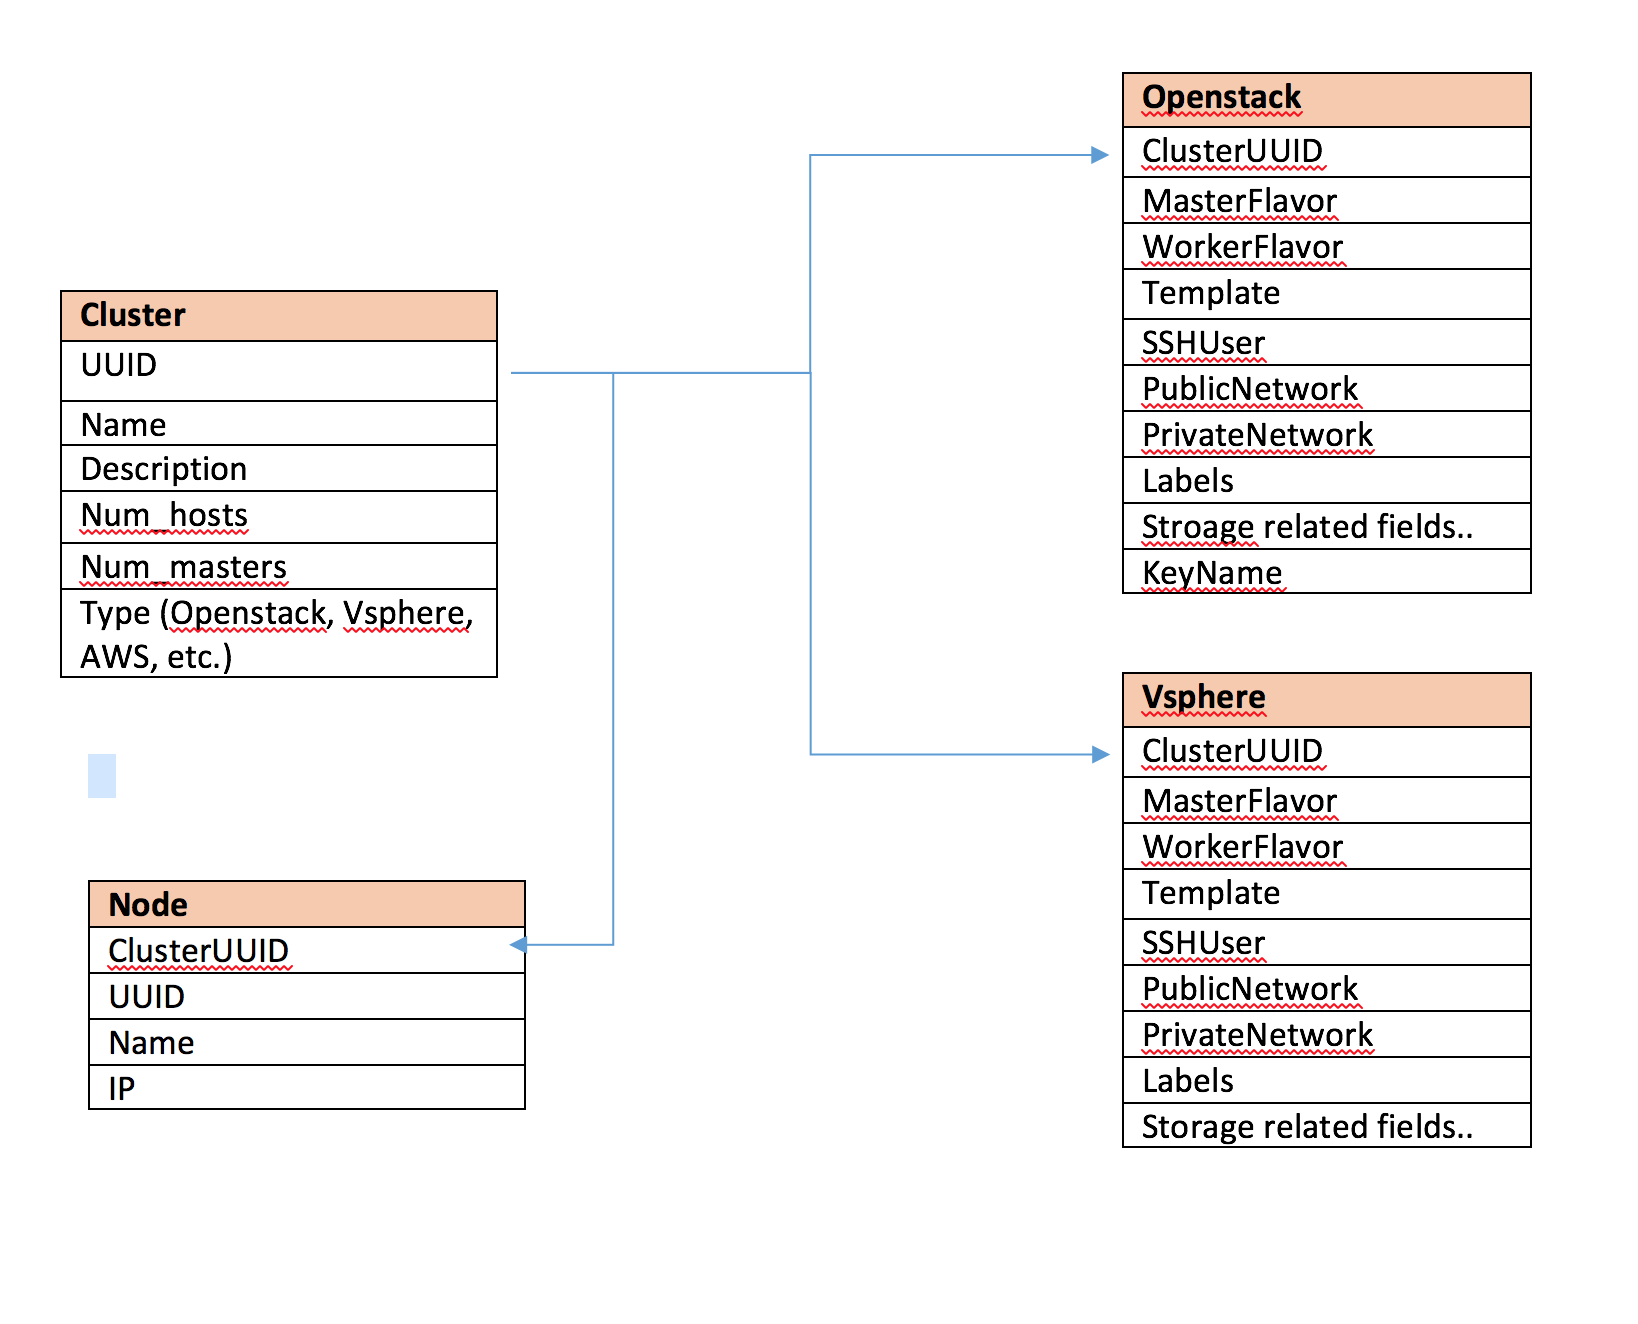 Cluster
UUID
Name
Description
Num_hosts
Num_masters
Type (Openstack, Vsphere,
AWS, etc.)
Node
ClusterUUID
UUID
Name
IP
Openstack
ClusterUUID
MasterFlavor
WorkerFlavor
Template
SSHUser
PublicNetwork
PrivateNetwork
Labels
Stroage related fields..
KeyName
Vsphere
ClusterUUID
MasterFlavor
WorkerFlavor
Template
SSHUser
PublicNetwork
PrivateNetwork
Labels
Storage related fields..